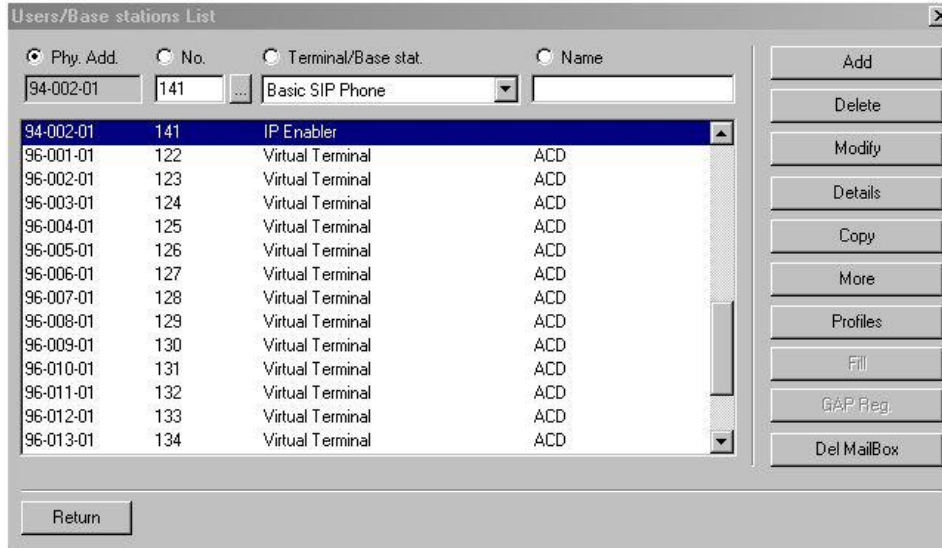 Users/Base stations List
Phy. Add. No. Terminal/Base stat. Name
94-002-01 141 ... Basic SIP Phone
94-002-01 141 IP Enabler
96-001-01 122 Virtual Terminal ACD
96-002-01 123 Virtual Terminal ACD
96-003-01 124 Virtual Terminal ACD
96-004-01 125 Virtual Terminal ACD
96-005-01 126 Virtual Terminal ACD
96-006-01 127 Virtual Terminal ACD
96-007-01 128 Virtual Terminal ACD
96-008-01 129 Virtual Terminal ACD
96-009-01 130 Virtual Terminal ACD
96-010-01 131 Virtual Terminal ACD
96-011-01 132 Virtual Terminal ACD
96-012-01 133 Virtual Terminal ACD
96-013-01 134 Virtual Terminal ACD
Add
Delete
Modify
Details
Copy
More
Profiles
Fill
GAP Reg.
Del MailBox
Return